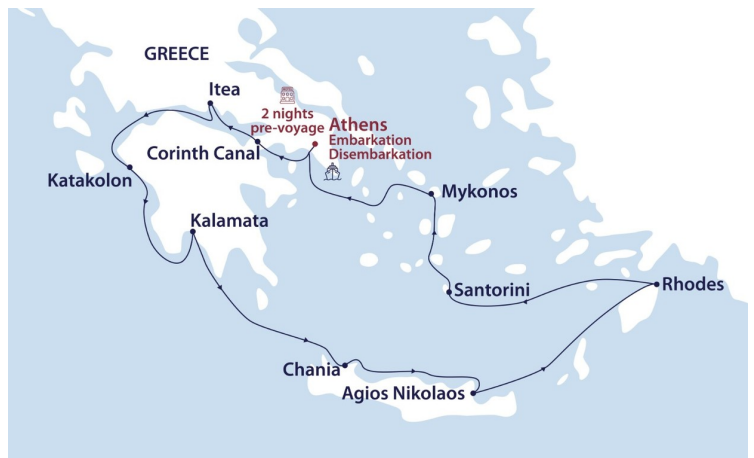 GREECE
Itea
2 nights
pre-voyage
Athens
Embarkation
Disembarkation
Corinth Canal
Katakolon
Mykonos
Kalamata
Santorini
Rhodes
Chania
Agios Nikolaos